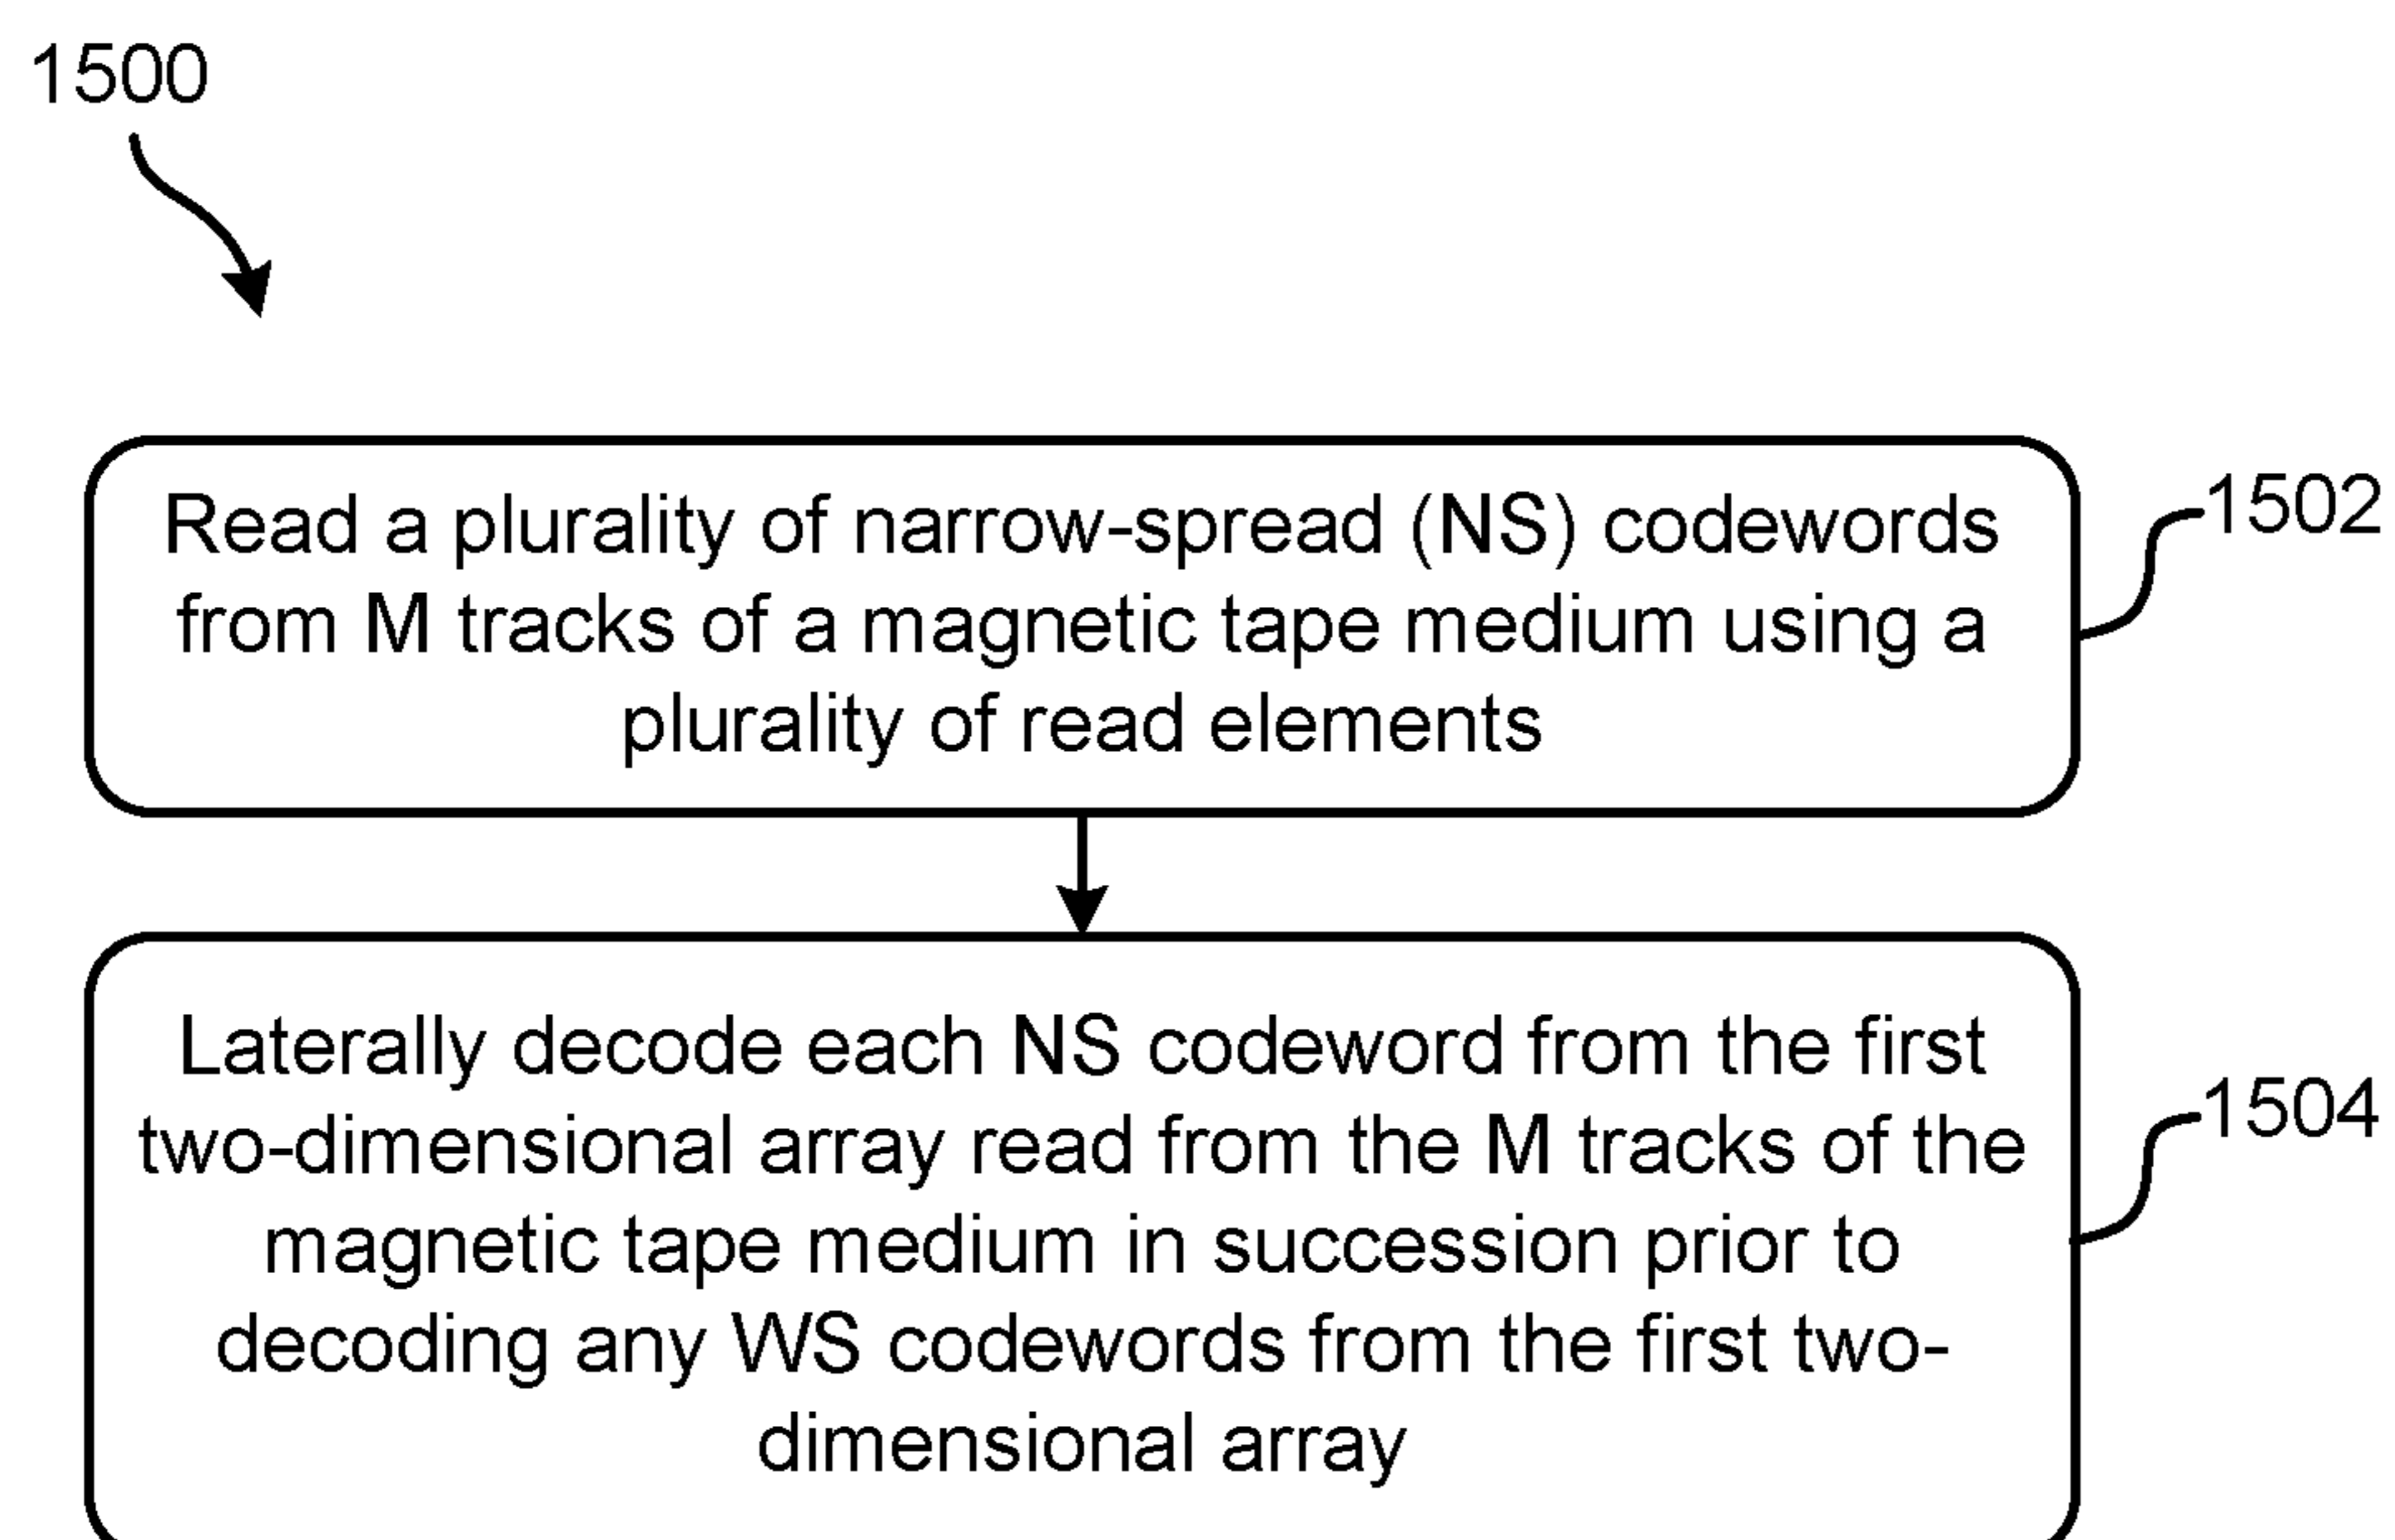 1500
Read a plurality of narrow-spread (NS) codewords
from M tracks of a magnetic tape medium using a
plurality of read elements
1502
Laterally decode each NS codeword from the first
two-dimensional array read from the M tracks of the
magnetic tape medium in succession prior to
decoding any WS codewords from the first two-
dimensional array
1504